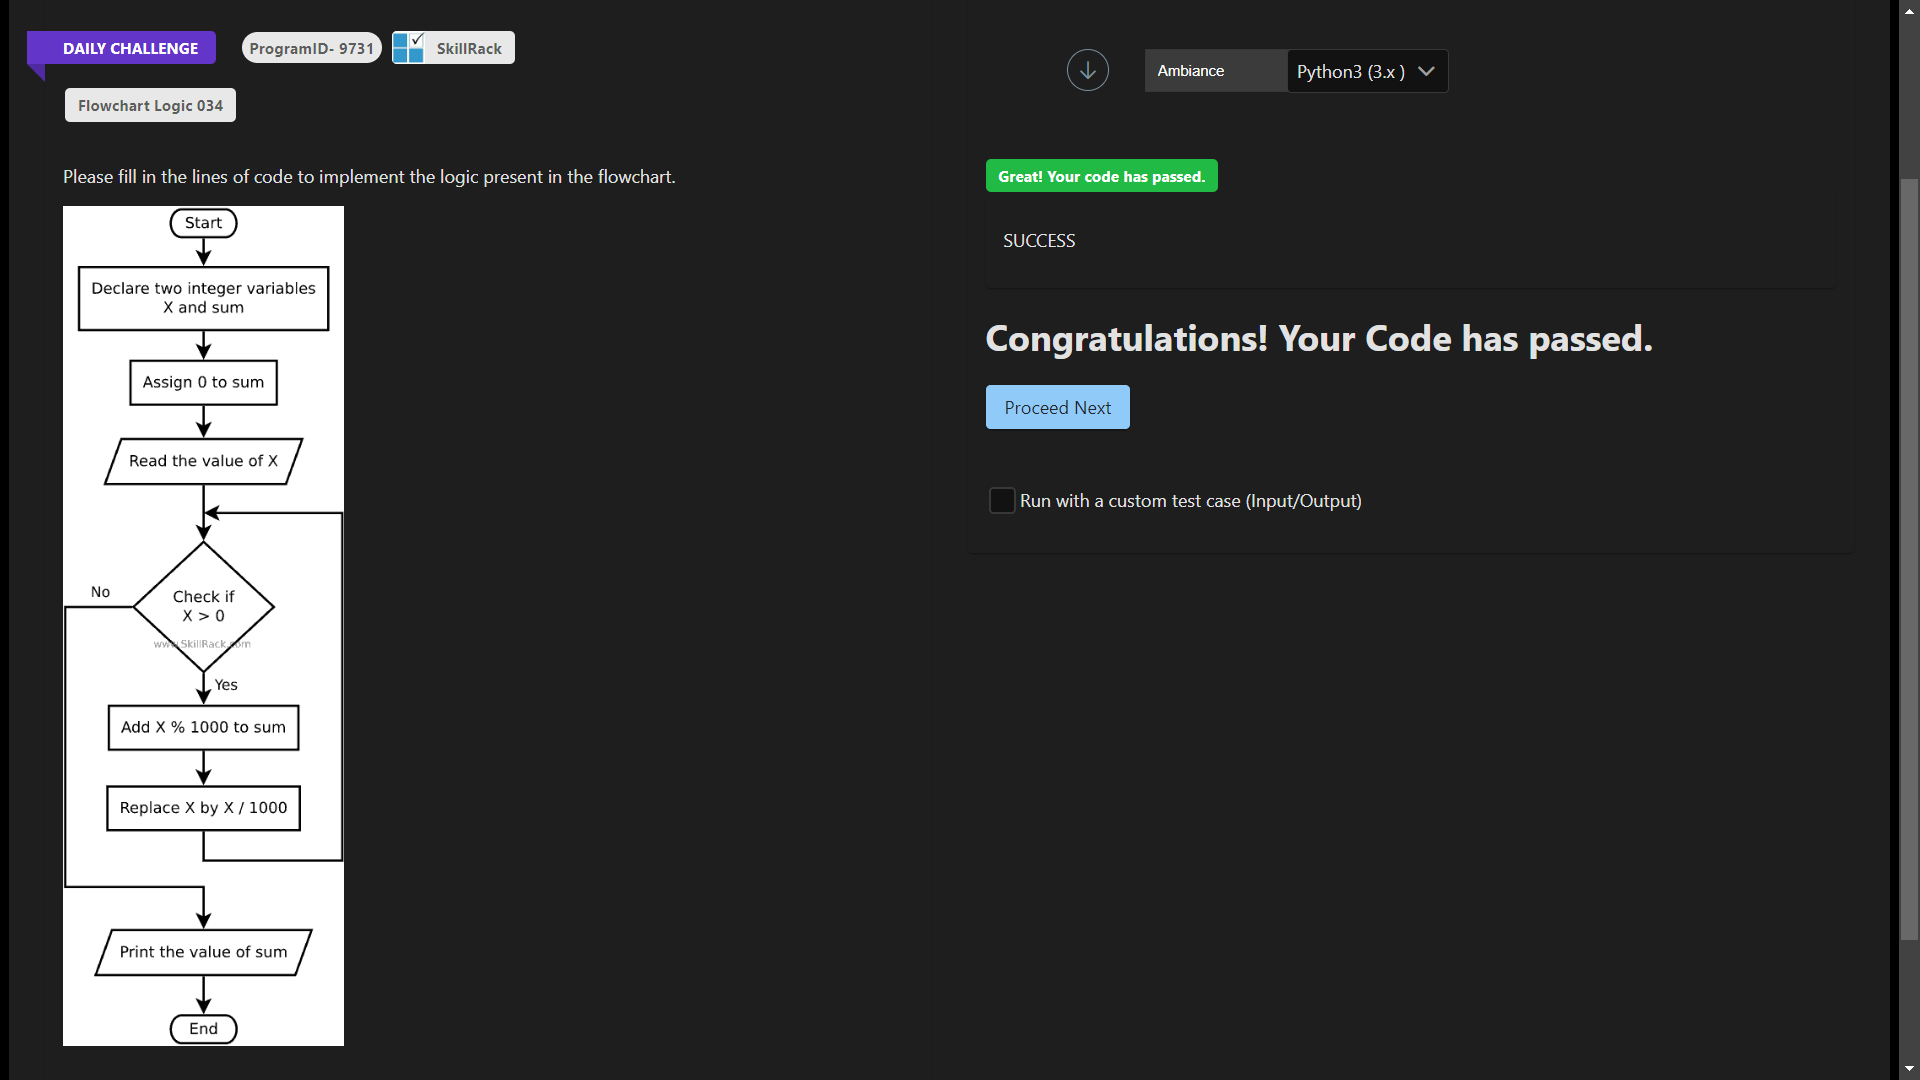 DAILY CHALLENGE
ProgramID- 9731
SkillRack
Flowchart Logic 034
Please fill in the lines of code to implement the logic present in the flowchart.
Start
Declare two integer variables
X and sum
Assign 0 to sum
Read the value of X
No
Check if
X > 0
www.SkillRack.com
Yes
Add X % 1000 to sum
Replace X by X / 1000
Print the value of sum
End
Ambiance
Python3 (3.x )
Great! Your code has passed.
SUCCESS
Congratulations! Your Code has passed.
Proceed Next
Run with a custom test case (Input/Output)